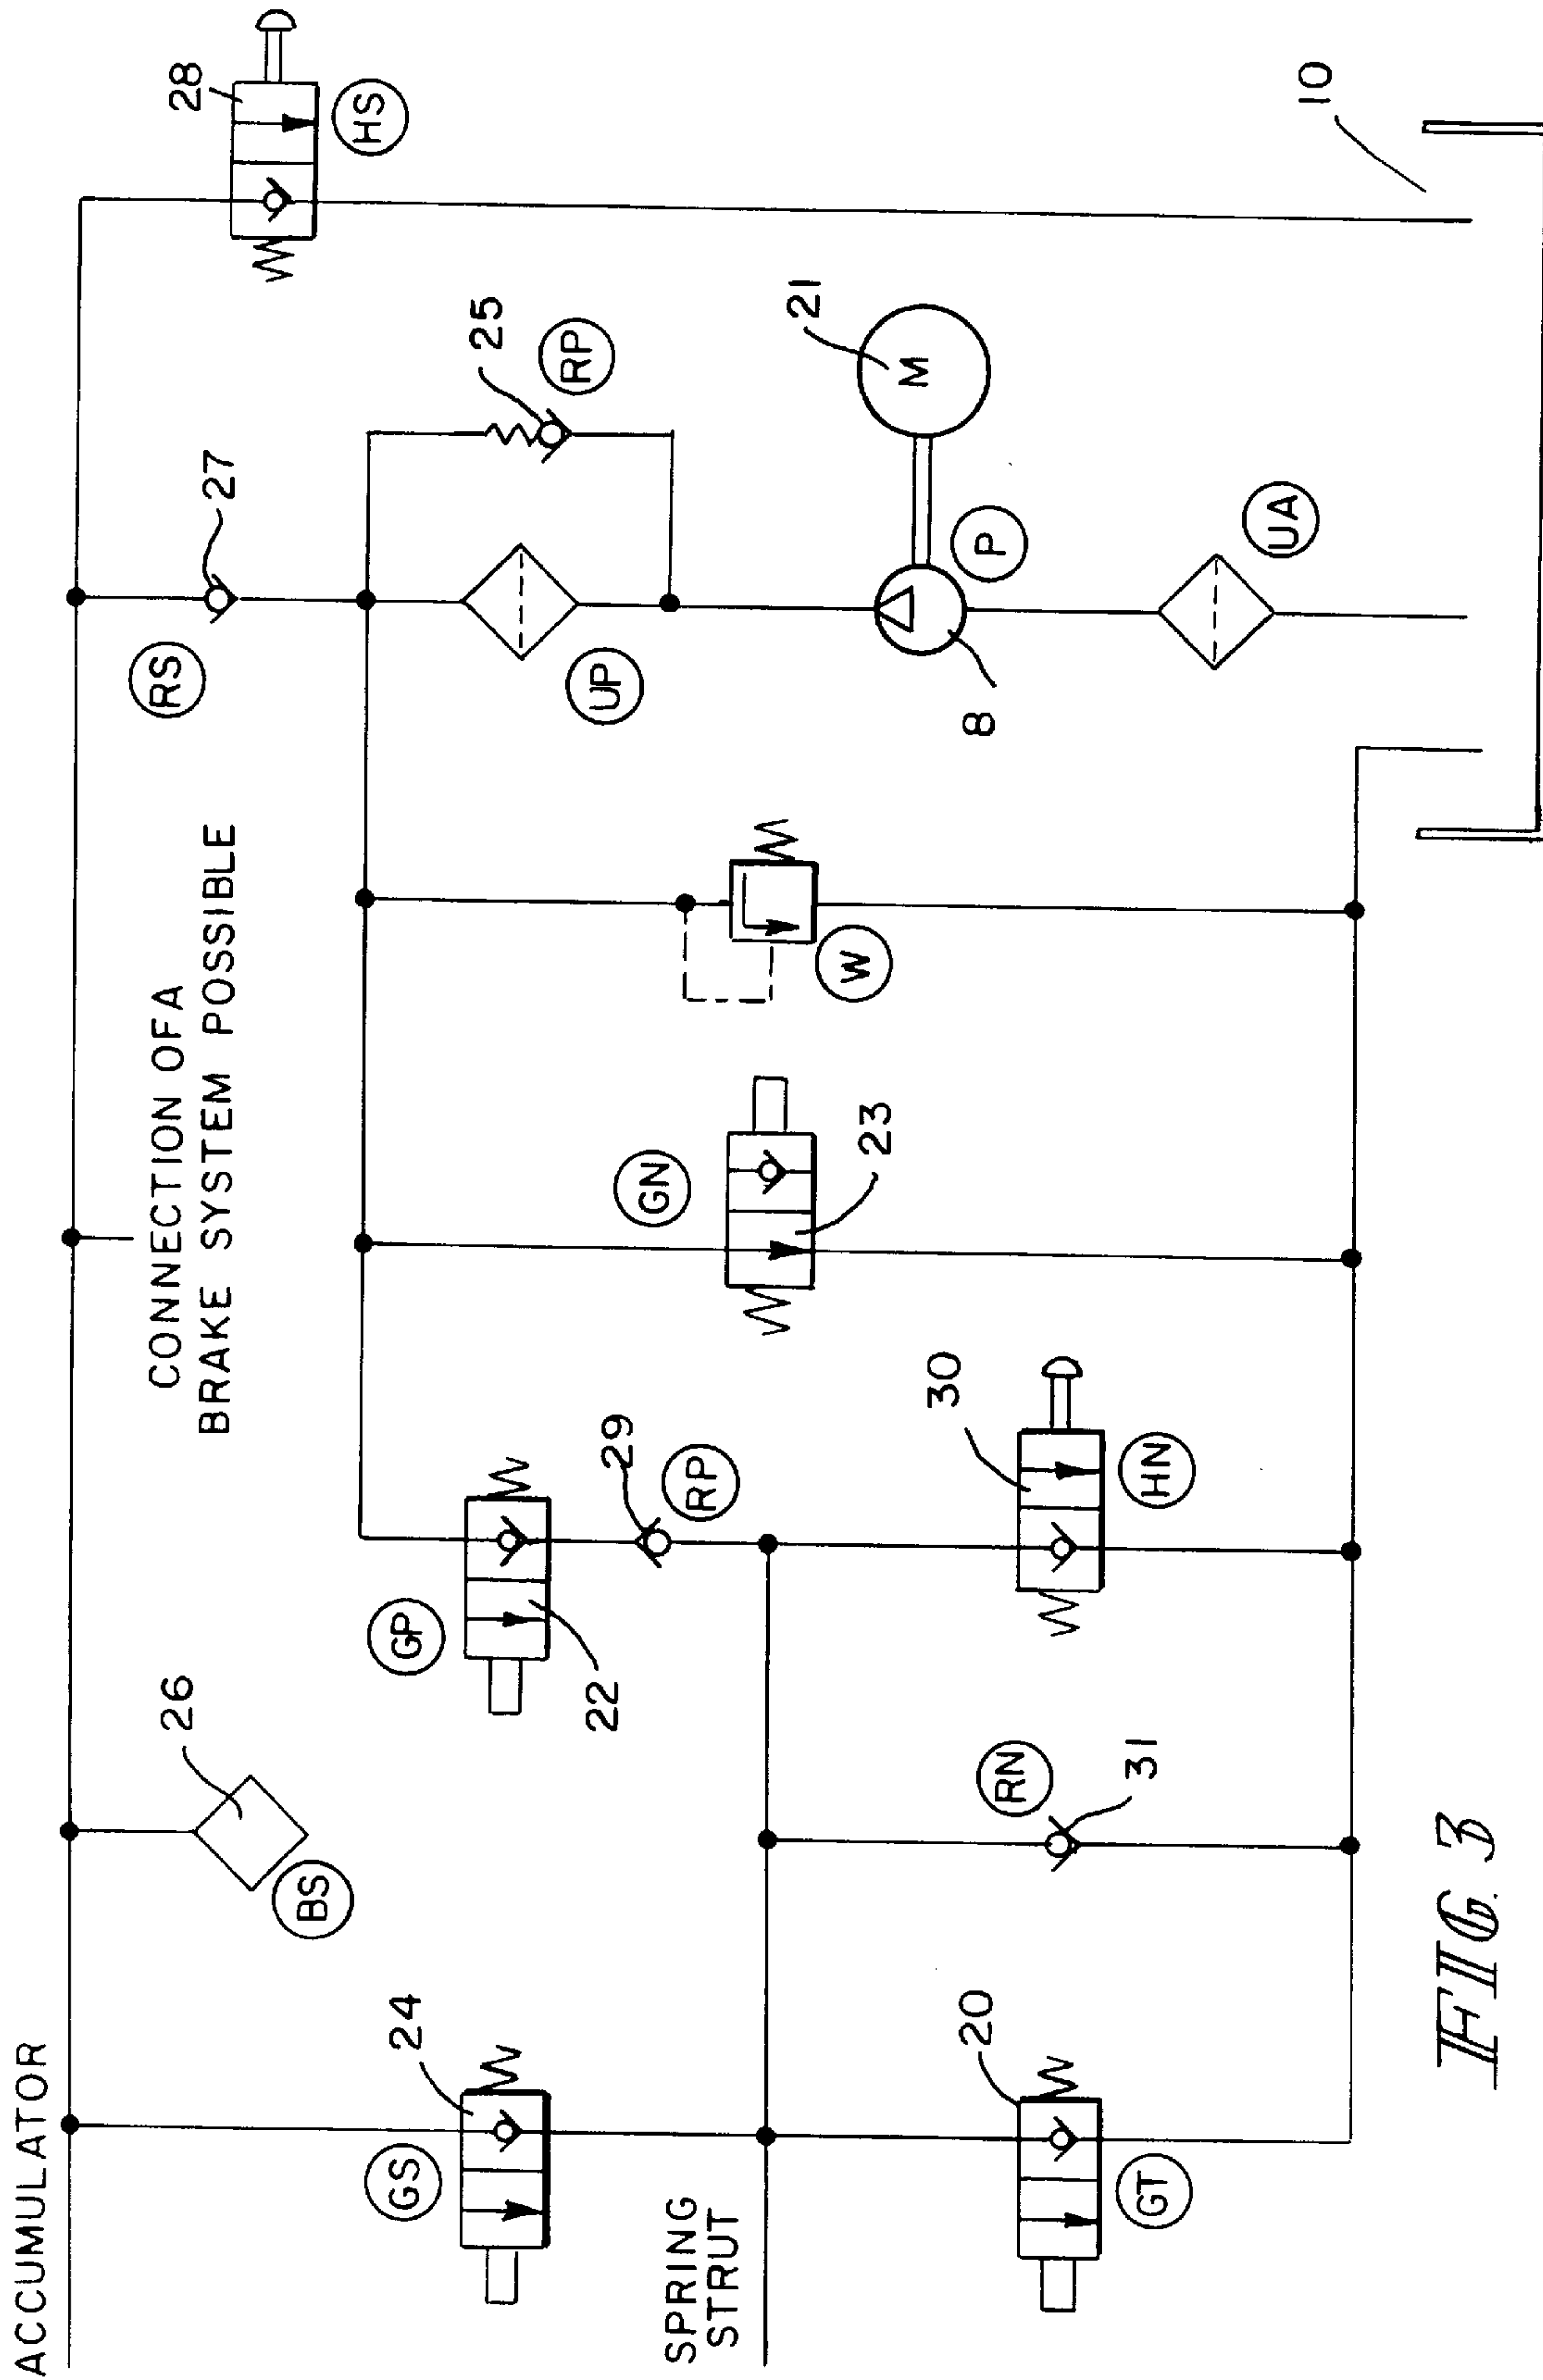 ACCUMULATOR
GS
24
BS
26
CONNECTION OF A
BRAKE SYSTEM POSSIBLE
RS
27
28
HS
SPRING
STRUT
GP
22
29
RP
GN
23
W
UP
25
RP
21
M
P
8
GT
20
RN
31
30
HN
UA
10
FIG. 3